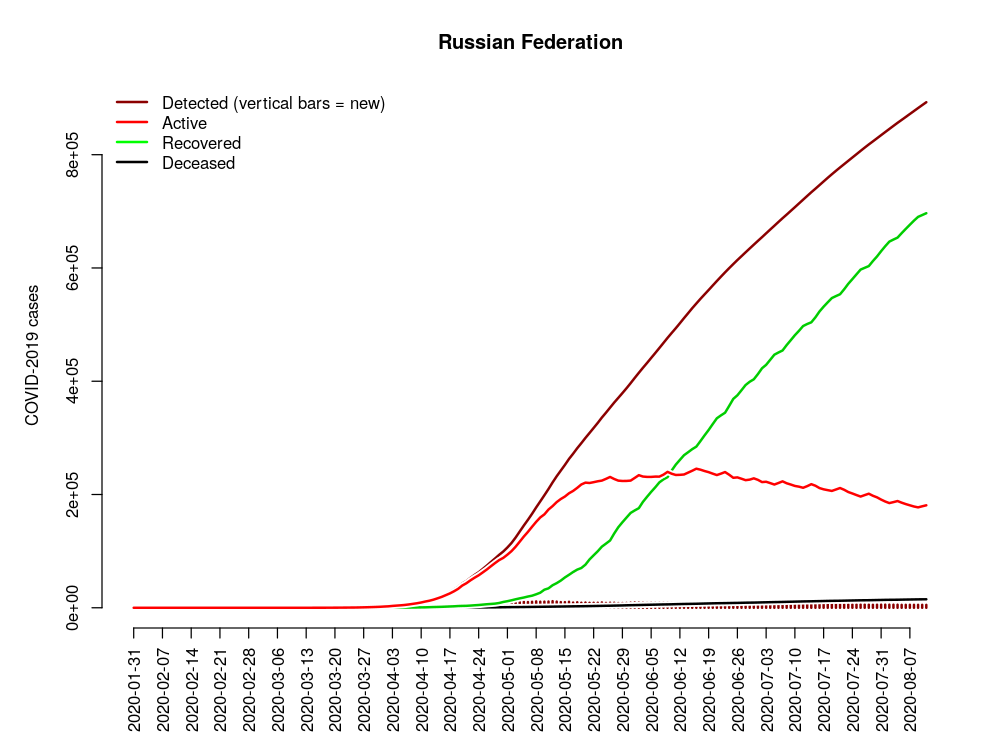 Russian Federation
Detected (vertical bars = new)
Active
Recovered
Deceased
COVID-2019 cases
8e+05
6e+05
4e+05
2e+05
0e+00
2020-01-31
2020-02-07
2020-02-14
2020-02-21
2020-02-28
2020-03-06
2020-03-13
2020-03-20
2020-03-27
2020-04-03
2020-04-10
2020-04-17
2020-04-24
2020-05-01
2020-05-08
2020-05-15
2020-05-22
2020-05-29
2020-06-05
2020-06-12
2020-06-19
2020-06-26
2020-07-03
2020-07-10
2020-07-17
2020-07-24
2020-07-31
2020-08-07